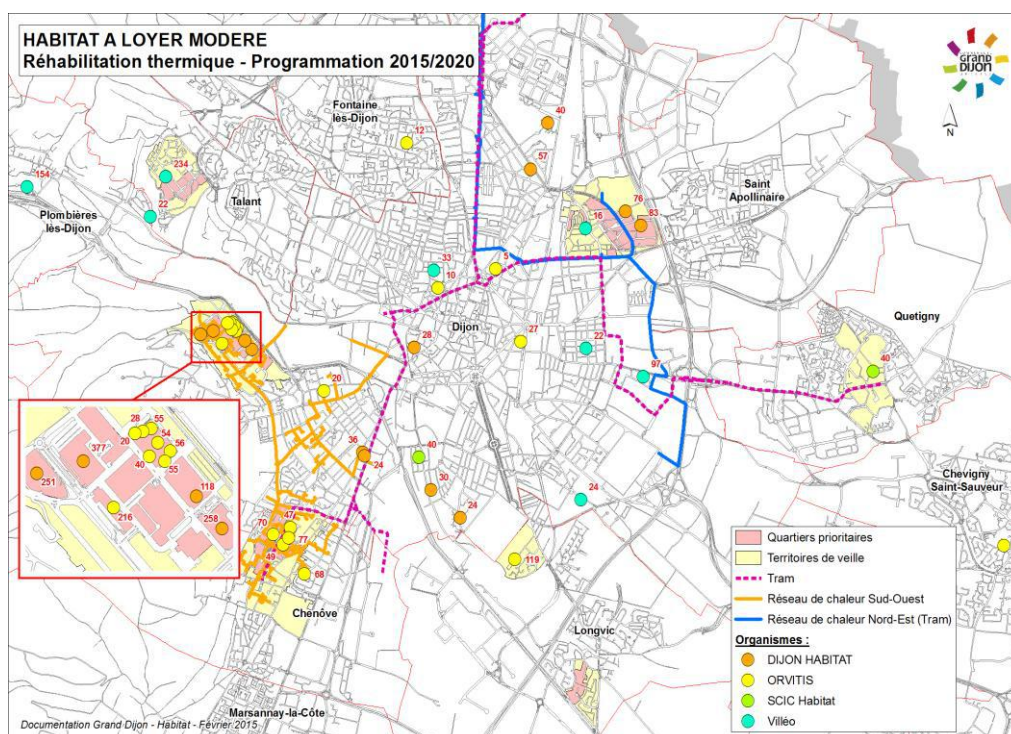 HABITAT A LOYER MODERE
Réhabilitation thermique - Programmation 2015/2020
GRAND
DIJON
N
Fontaine
lès-Dijon
12
40
57
154
234
22
Talant
Plombières
lès-Dijon
Saint
Apollinaire
76
83
16
33
10
5
28
Dijon
27
22
97
Quetigny
40
20
36
24
40
30
24
24
119
Chevigny
Saint-Sauveur
28
55
20
54
56
377
40
55
251
118
216
258
70
47
77
49
68
Chenôve
Longvic
Marsannay-la-Côte
Quartiers prioritaires
Territoires de veille
Tram
Réseau de chaleur Sud-Ouest
Réseau de chaleur Nord-Est (Tram)
Organismes :
DIJON HABITAT
ORVITIS
SCIC Habitat
Villéo
Documentation Grand Dijon - Habitat - Février 2015